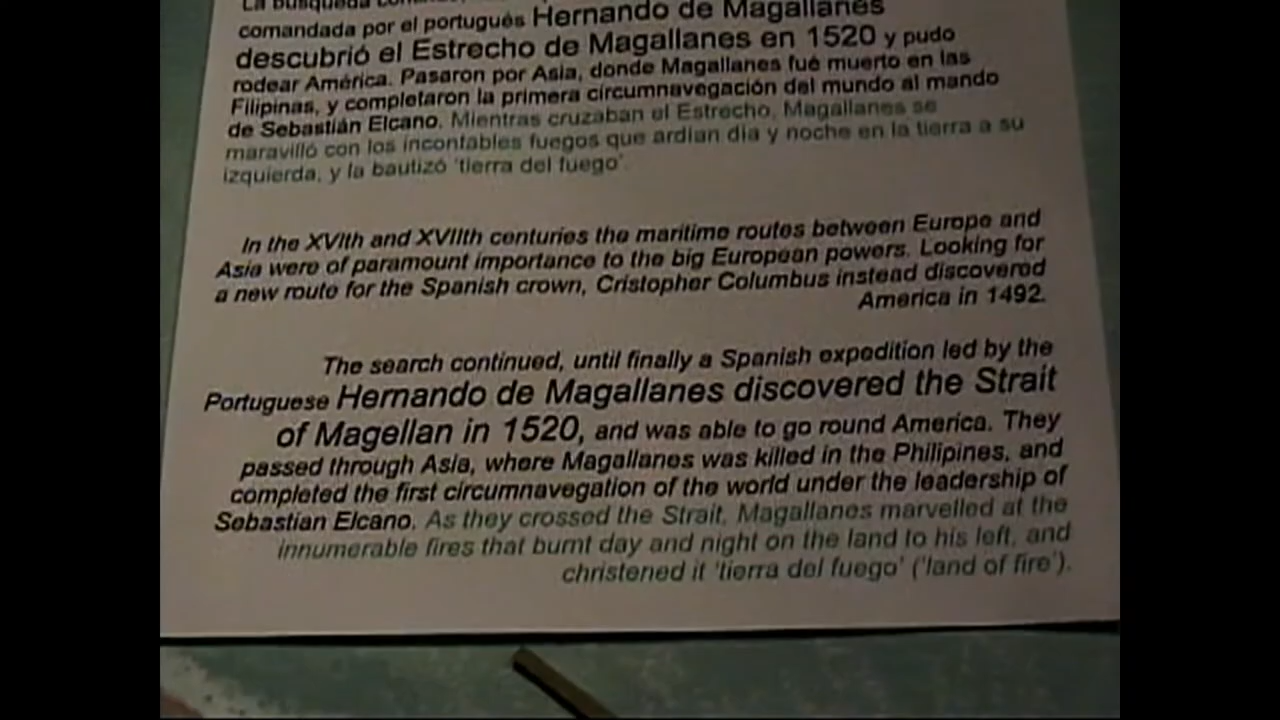 La búsqueda
comandada por el portugués Hernando de Magallanes
descubrió el Estrecho de Magallanes en 1520 y pudo
rodear América. Pasaron por Asia, donde Magallanes fué muerto en las
Filipinas, y completaron la primera circumnavegación del mundo al mando
de Sebastián Elcano. Mientras cruzaban el Estrecho, Magallanes se
maravilló con los incontables fuegos que ardían día y noche en la tierra a su
izquierda, y la bautizó 'tierra del fuego'.
In the XVIth and XVIIth centuries the maritime routes between Europe and
Asia were of paramount importance to the big European powers. Looking for
a new route for the Spanish crown, Cristopher Columbus instead discovered
America in 1492.
The search continued, until finally a Spanish expedition led by the
Portuguese Hernando de Magallanes discovered the Strait
of Magellan in 1520, and was able to go round America. They
passed through Asia, where Magallanes was killed in the Philipines, and
completed the first circumnavegation of the world under the leadership of
Sebastian Elcano. As they crossed the Strait, Magallanes marvelled at the
innumerable fires that burnt day and night on the land to his left, and
christened it 'tierra del fuego' ('land of fire').